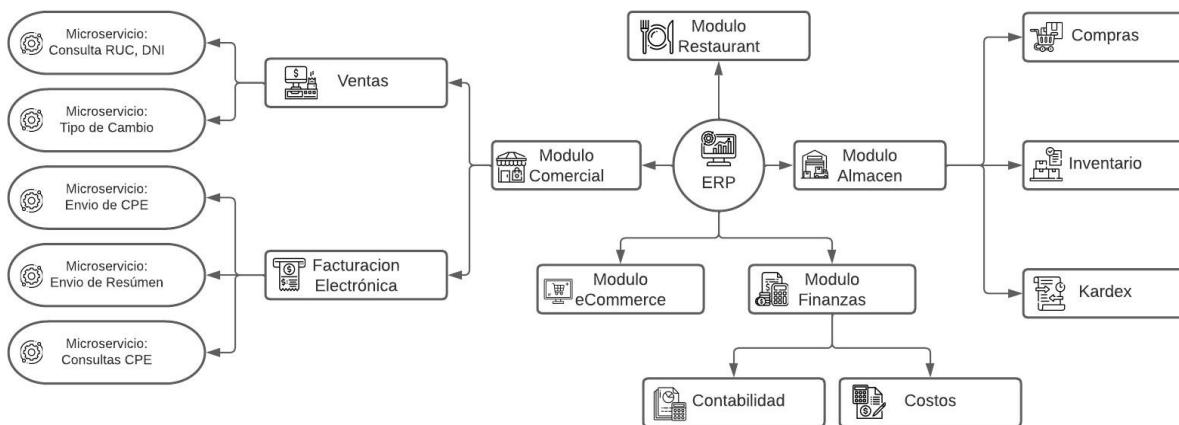 Microservicio:
Consulta RUC, DNI
Microservicio:
Tipo de Cambio
Microservicio:
Envio de CPE
Microservicio:
Envio de Resúmen
Microservicio:
Consultas CPE
Ventas
Facturacion
Electrónica
Modulo
Comercial
Modulo
Restaurant
ERP
Modulo
eCommerce
Modulo
Finanzas
Contabilidad
Costos
Modulo
Almacen
Compras
Inventario
Kardex